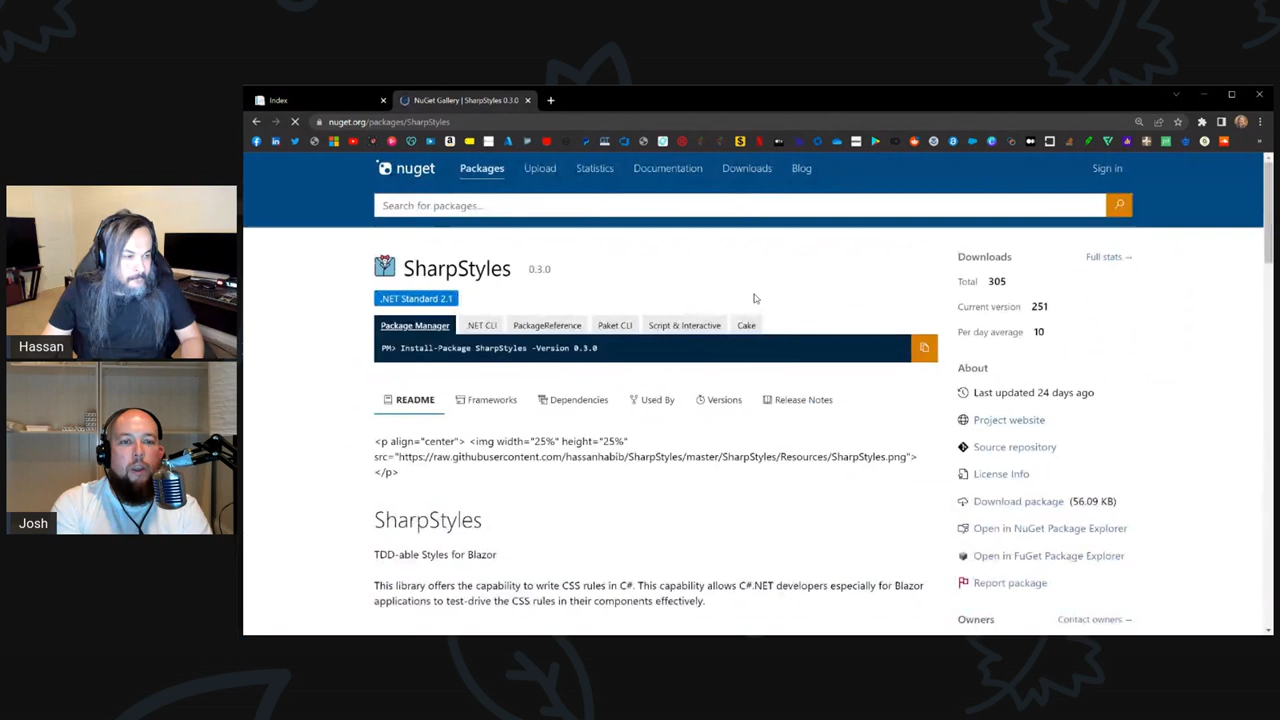 Index
NuGet Gallery | SharpStyles 0.3.0
nuget.org/packages/SharpStyles
nuget
Packages
Upload
Statistics
Documentation
Downloads
Blog
Sign in
Search for packages...
SharpStyles 0.3.0
.NET Standard 2.1
Package Manager
.NET CLI
PackageReference
Paket CLI
Script & Interactive
Cake
PM> Install-Package SharpStyles -Version 0.3.0
README
Frameworks
Dependencies
Used By
Versions
Release Notes
<p align="center"> <img width="25%" height="25%"
src="https://raw.githubusercontent.com/hassanhabib/SharpStyles/master/SharpStyles/Resources/SharpStyles.png">
</p>
SharpStyles
TDD-able Styles for Blazor
This library offers the capability to write CSS rules in C#. This capability allows C#.NET developers especially for Blazor
applications to test-drive the CSS rules in their components effectively.
Downloads
Full stats →
Total 305
Current version 251
Per day average 10
About
Last updated 24 days ago
Project website
Source repository
License Info
Download package (56.09 KB)
Open in NuGet Package Explorer
Open in FuGet Package Explorer
Report package
Owners
Contact owners →
Hassan
Josh